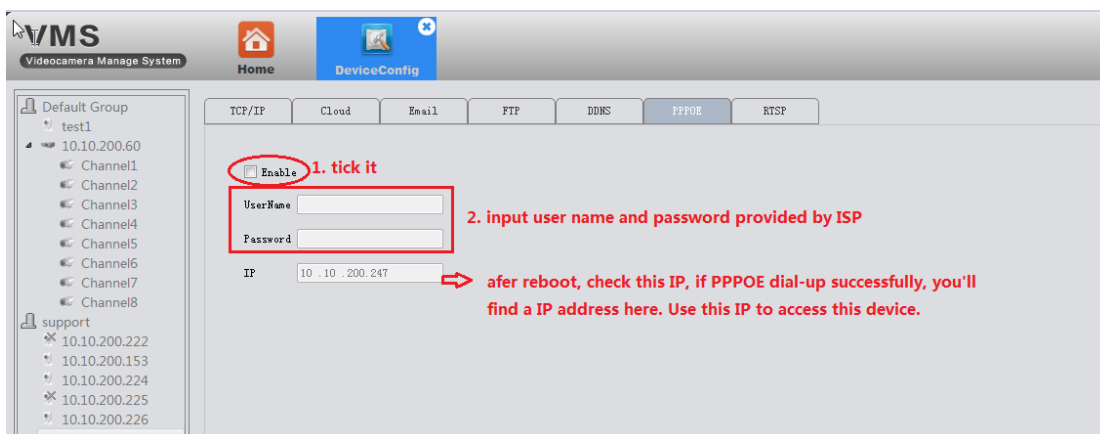 VMS
Videocamera Manage System
Home
DeviceConfig
Default Group
test1
10.10.200.60
Channel1
Channel2
Channel3
Channel4
Channel5
Channel6
Channel7
Channel8
support
10.10.200.222
10.10.200.153
10.10.200.224
10.10.200.225
10.10.200.226
TCP/IP Cloud Email FTP DDNS PPPOE RTSP
Enable 1. tick it
UserName
2. input user name and password provided by ISP
Password
IP 10 .10 .200.247
afer reboot, check this IP, if PPPOE dial-up successfully, you'll
find a IP address here. Use this IP to access this device.